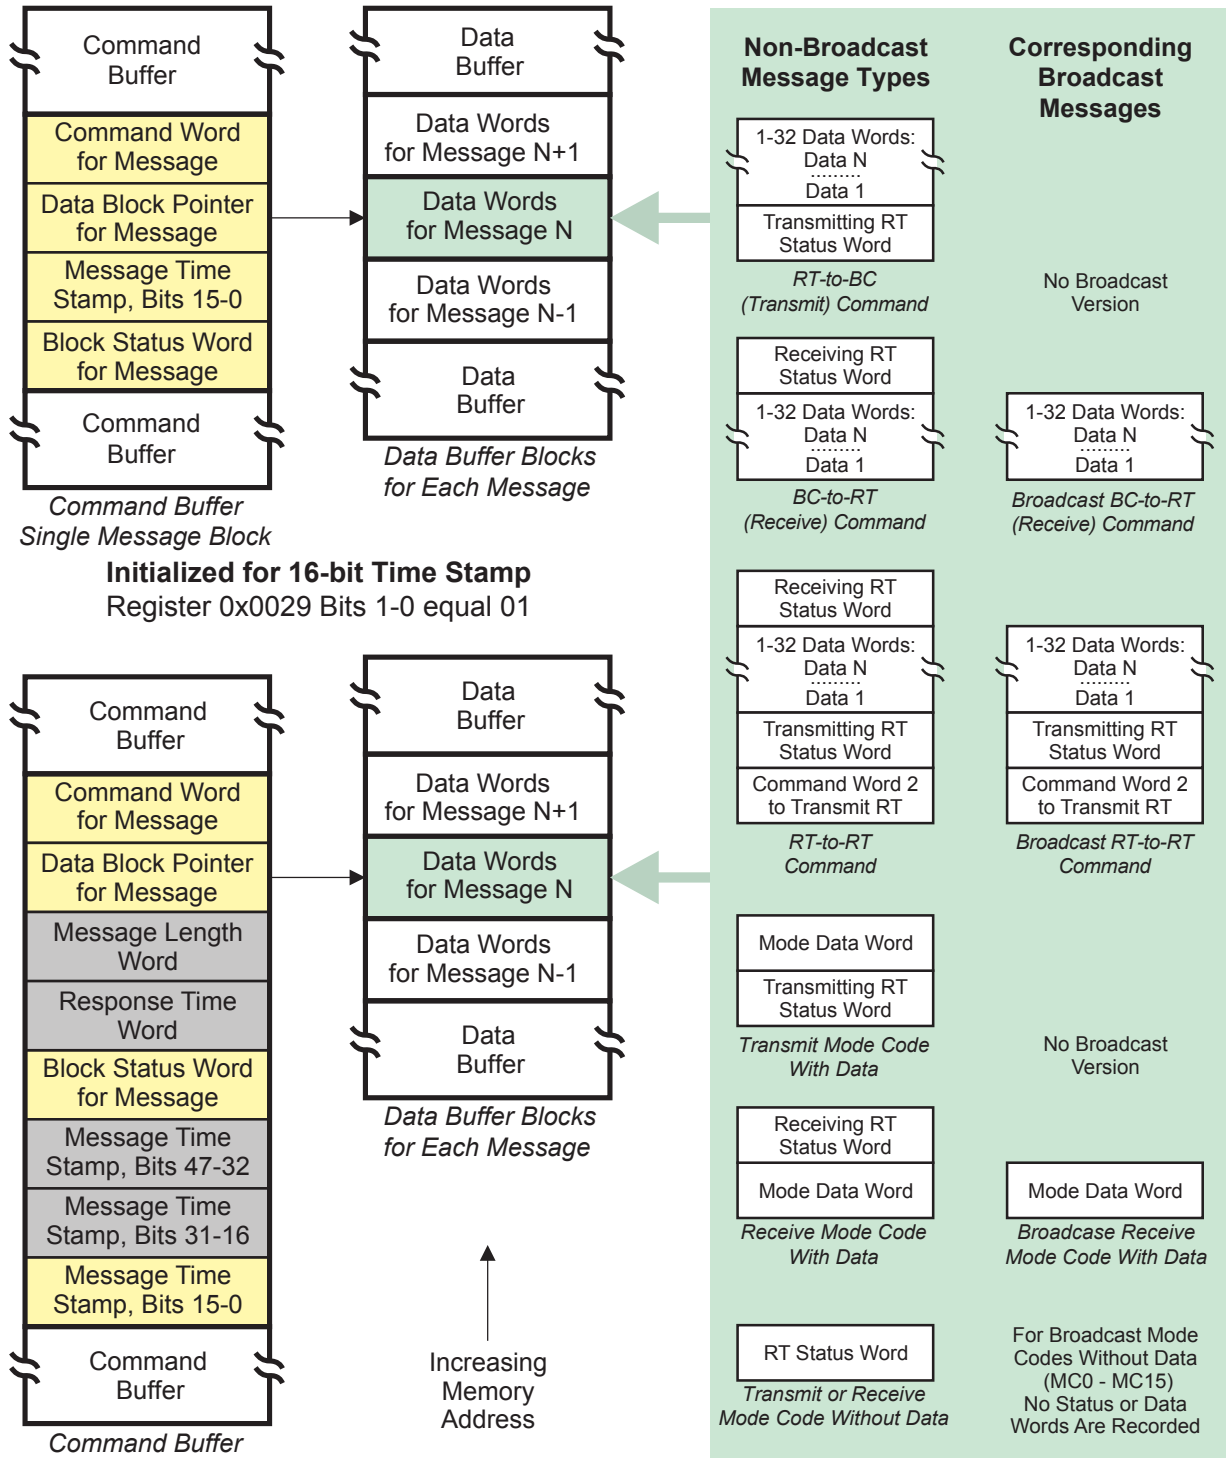 Command
Buffer
Command Word
for Message
Data Block Pointer
for Message
Message Time
Stamp, Bits 15-0
Block Status Word
for Message
Command
Buffer
Command Buffer
Single Message Block
Data
Buffer
Data Words
for Message N+1
Data Words
for Message N
Data Words
for Message N-1
Data
Buffer
Data Buffer Blocks
for Each Message
Initialized for 16-bit Time Stamp
Register 0x0029 Bits 1-0 equal 01
Command
Buffer
Command Word
for Message
Data Block Pointer
for Message
Message Length
Word
Response Time
Word
Block Status Word
for Message
Message Time
Stamp, Bits 47-32
Message Time
Stamp, Bits 31-16
Message Time
Stamp, Bits 15-0
Command
Buffer
Command Buffer
Data
Buffer
Data Words
for Message N+1
Data Words
for Message N
Data Words
for Message N-1
Data
Buffer
Data Buffer Blocks
for Each Message
Increasing
Memory
Address
Non-Broadcast
Message Types
Corresponding
Broadcast
Messages
1-32 Data Words:
Data N
.........
Data 1
Transmitting RT
Status Word
RT-to-BC
(Transmit) Command
No Broadcast
Version
Receiving RT
Status Word
1-32 Data Words:
Data N
.........
Data 1
BC-to-RT
(Receive) Command
1-32 Data Words:
Data N
.........
Data 1
Broadcast BC-to-RT
(Receive) Command
Receiving RT
Status Word
1-32 Data Words:
Data N
.........
Data 1
Transmitting RT
Status Word
Command Word 2
to Transmit RT
RT-to-RT
Command
1-32 Data Words:
Data N
.........
Data 1
Transmitting RT
Status Word
Command Word 2
to Transmit RT
Broadcast RT-to-RT
Command
Mode Data Word
Transmitting RT
Status Word
Transmit Mode Code
With Data
No Broadcast
Version
Receiving RT
Status Word
Mode Data Word
Receive Mode Code
With Data
Mode Data Word
Broadcase Receive
Mode Code With Data
RT Status Word
Transmit or Receive
Mode Code Without Data
For Broadcast Mode
Codes Without Data
(MC0 - MC15)
No Status or Data
Words Are Recorded